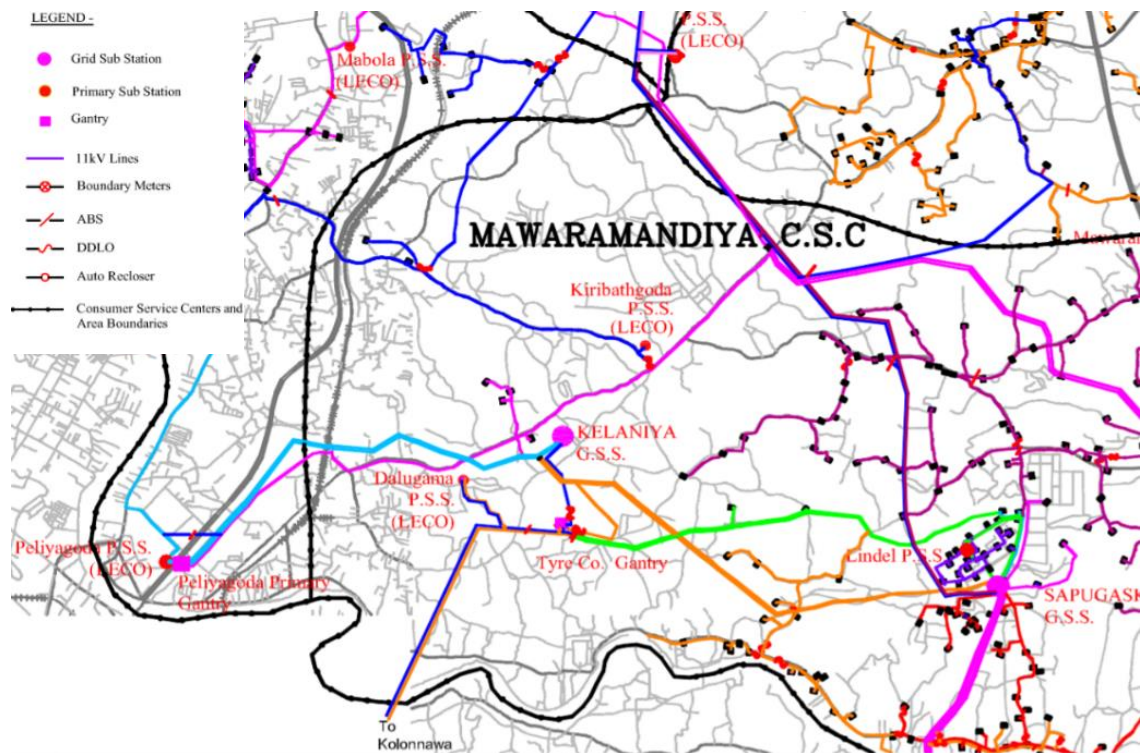 LEGEND -
Grid Sub Station
Primary Sub Station
Gantry
11kV Lines
Boundary Meters
ABS
DDLO
Auto Recloser
Consumer Service Centers and
Area Boundaries
P.S.S.
(LECO)
Mabola P.S.S.
(LECO)
MAWARAMANDIYA C.S.C
Mawaram
Kiribathgoda
P.S.S.
(LECO)
KELANIYA
G.S.S.
Dalugama
P.S.S.
(LECO)
Tyre Co. Gantry
Lindel P.S.S
Peliyagoda P.S.S.
(LECO)
Peliyagoda Primary
Gantry
SAPUGASK
G.S.S.
To
Kolonnawa